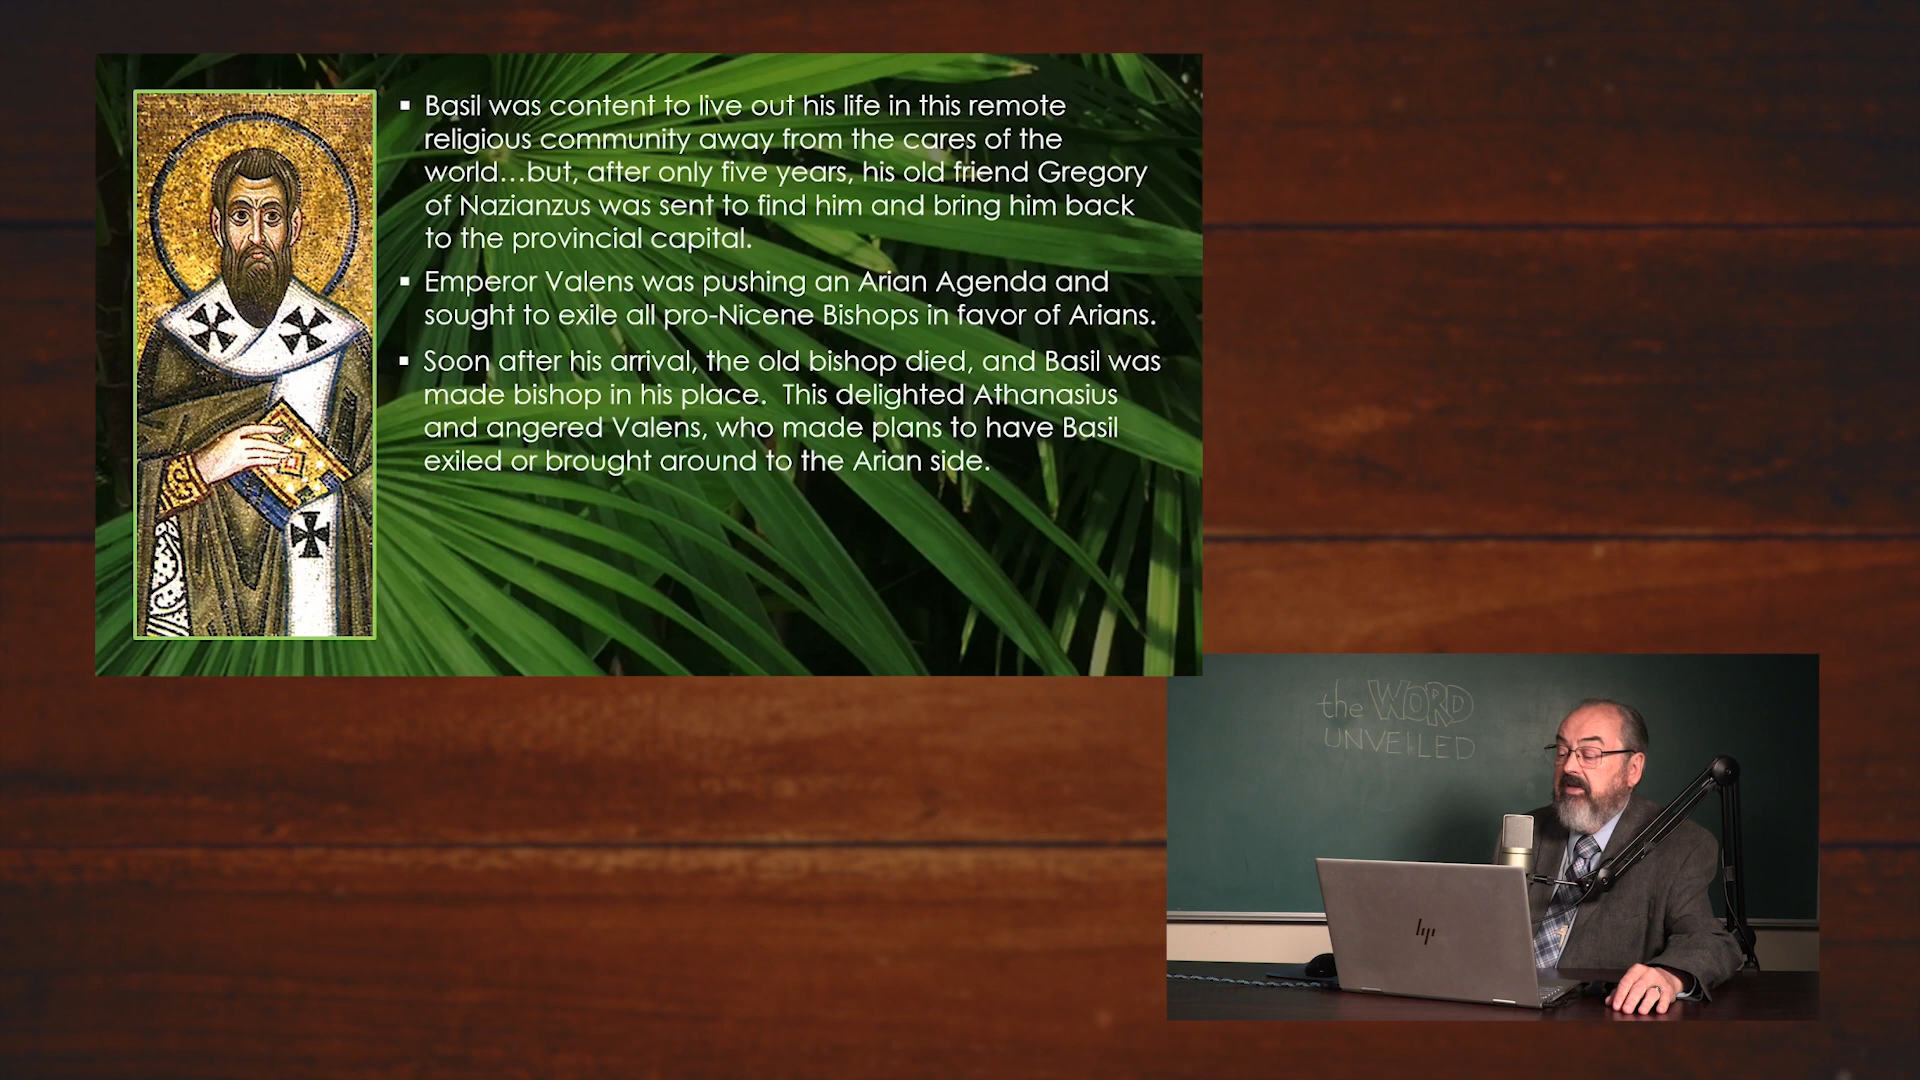 Basil was content to live out his life in this remote
religious community away from the cares of the
world…but, after only five years, his old friend Gregory
of Nazianzus was sent to find him and bring him back
to the provincial capital.
Emperor Valens was pushing an Arian Agenda and
sought to exile all pro-Nicene Bishops in favor of Arians.
Soon after his arrival, the old bishop died, and Basil was
made bishop in his place.  This delighted Athanasius
and angered Valens, who made plans to have Basil
exiled or brought around to the Arian side.
the WORD
UNVEILED
hp